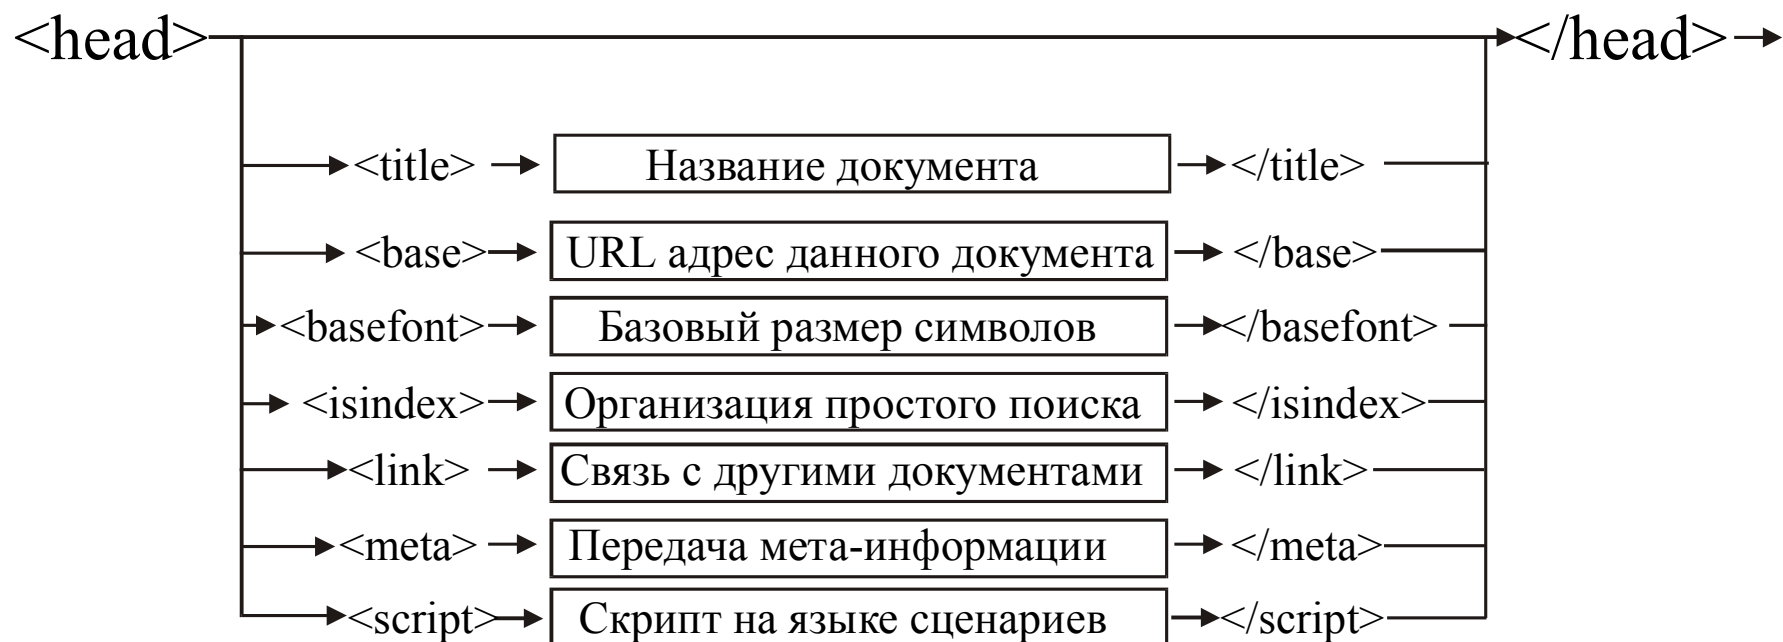 <head> </head>
<title> Название документа </title>
<base> URL адрес данного документа </base>
<basefont> Базовый размер символов </basefont>
<isindex> Организация простого поиска </isindex>
<link> Связь с другими документами </link>
<meta> Передача мета-информации </meta>
<script> Скрипт на языке сценариев </script>